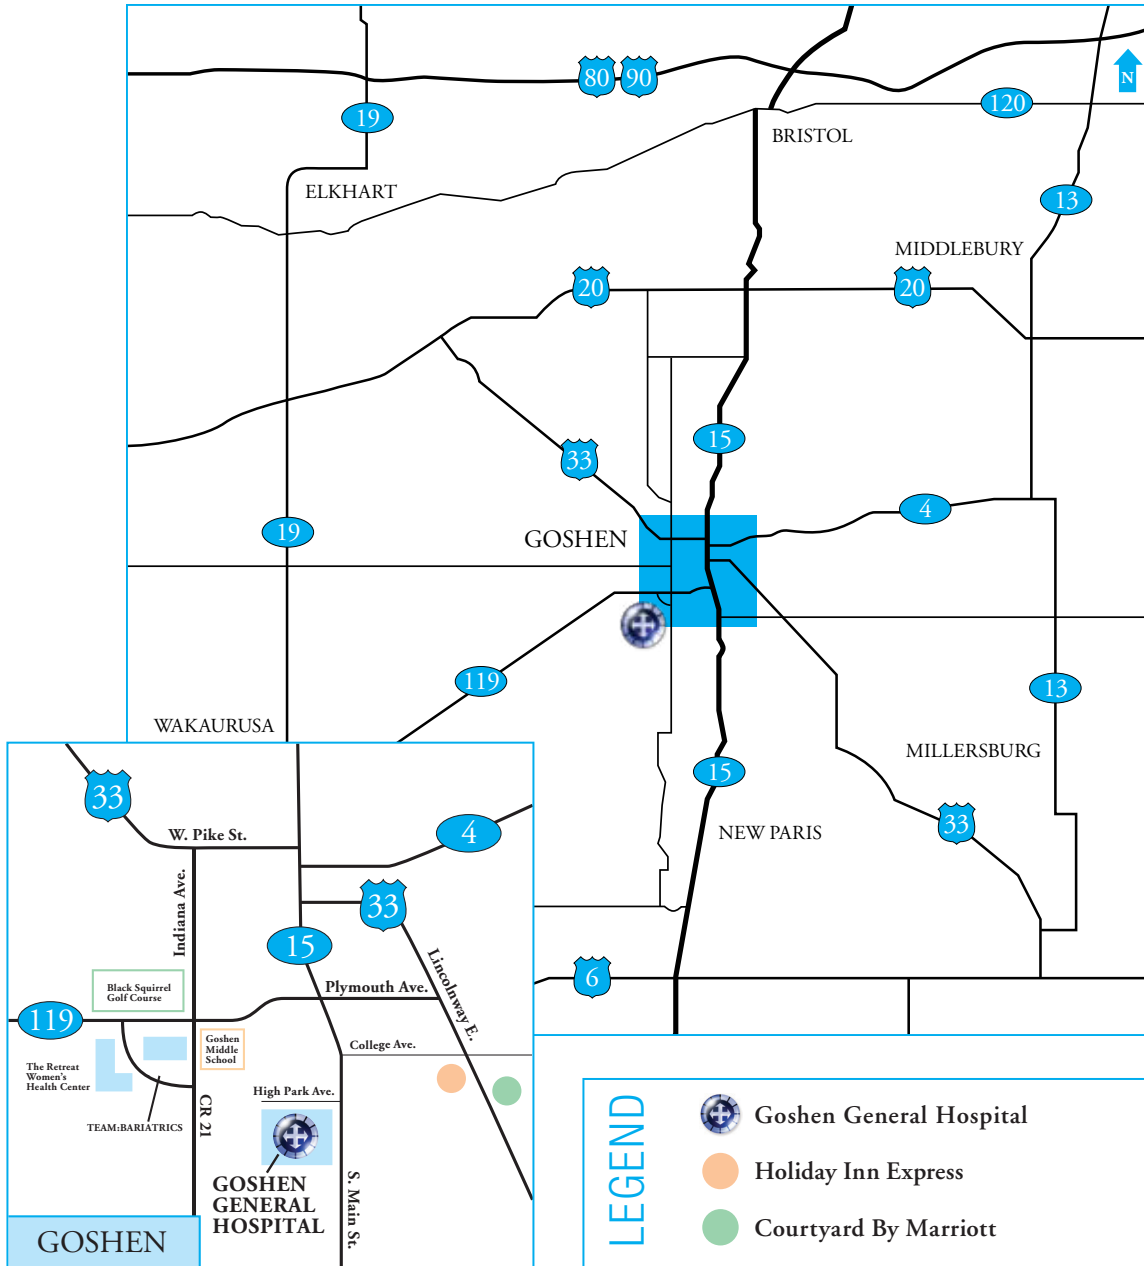 80
90
N
19
120
BRISTOL
ELKHART
13
MIDDLEBURY
20
20
15
33
4
19
GOSHEN
119
13
WAKAURUSA
MILLERSBURG
15
33
NEW PARIS
6
33
W. Pike St.
4
Indiana Ave.
33
15
Lincolnway E.
Black Squirrel
Golf Course
Plymouth Ave.
119
Goshen
Middle
School
College Ave.
The Retreat
Women's
Health Center
High Park Ave.
CR 21
TEAM:BARIATRICS
GOSHEN
GENERAL
HOSPITAL
S. Main St.
GOSHEN
LEGEND
Goshen General Hospital
Holiday Inn Express
Courtyard By Marriott